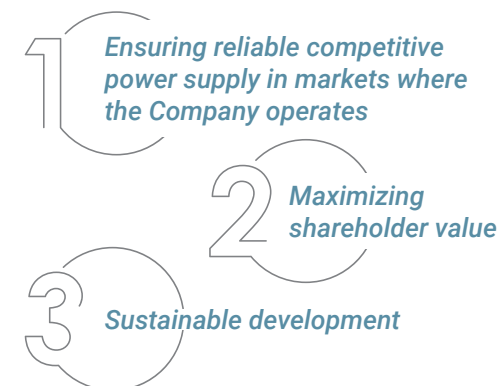 1
Ensuring reliable competitive
power supply in markets where
the Company operates
2
Maximizing
shareholder value
3
Sustainable development